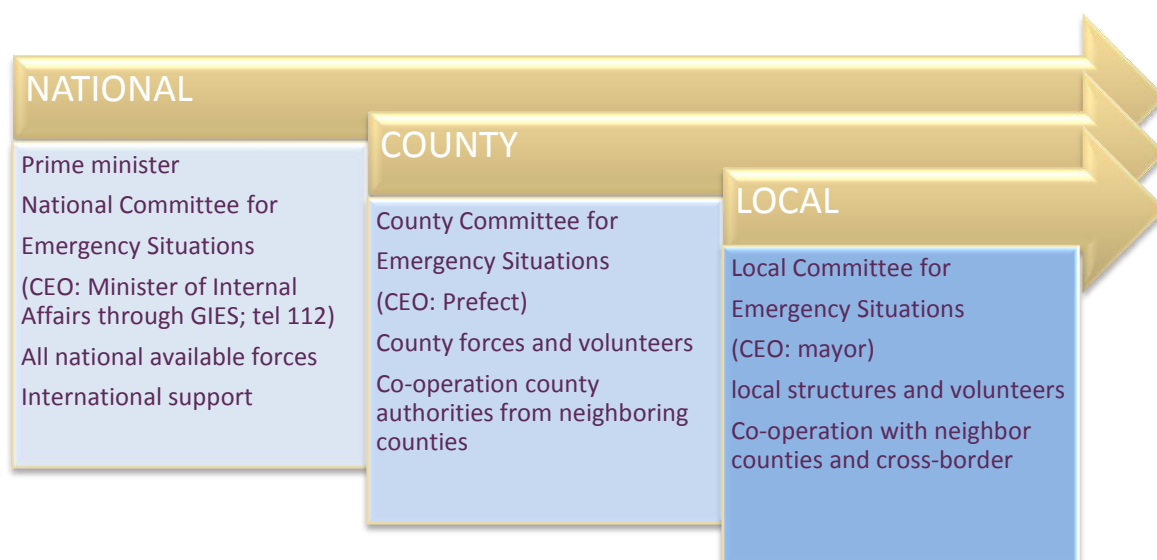 NATIONAL
Prime minister
National Committee for
Emergency Situations
(CEO: Minister of Internal
Affairs through GIES; tel 112)
All national available forces
International support
COUNTY
County Committee for
Emergency Situations
(CEO: Prefect)
County forces and volunteers
Co-operation county
authorities from neighboring
counties
LOCAL
Local Committee for
Emergency Situations
(CEO: mayor)
local structures and volunteers
Co-operation with neighbor
counties and cross-border